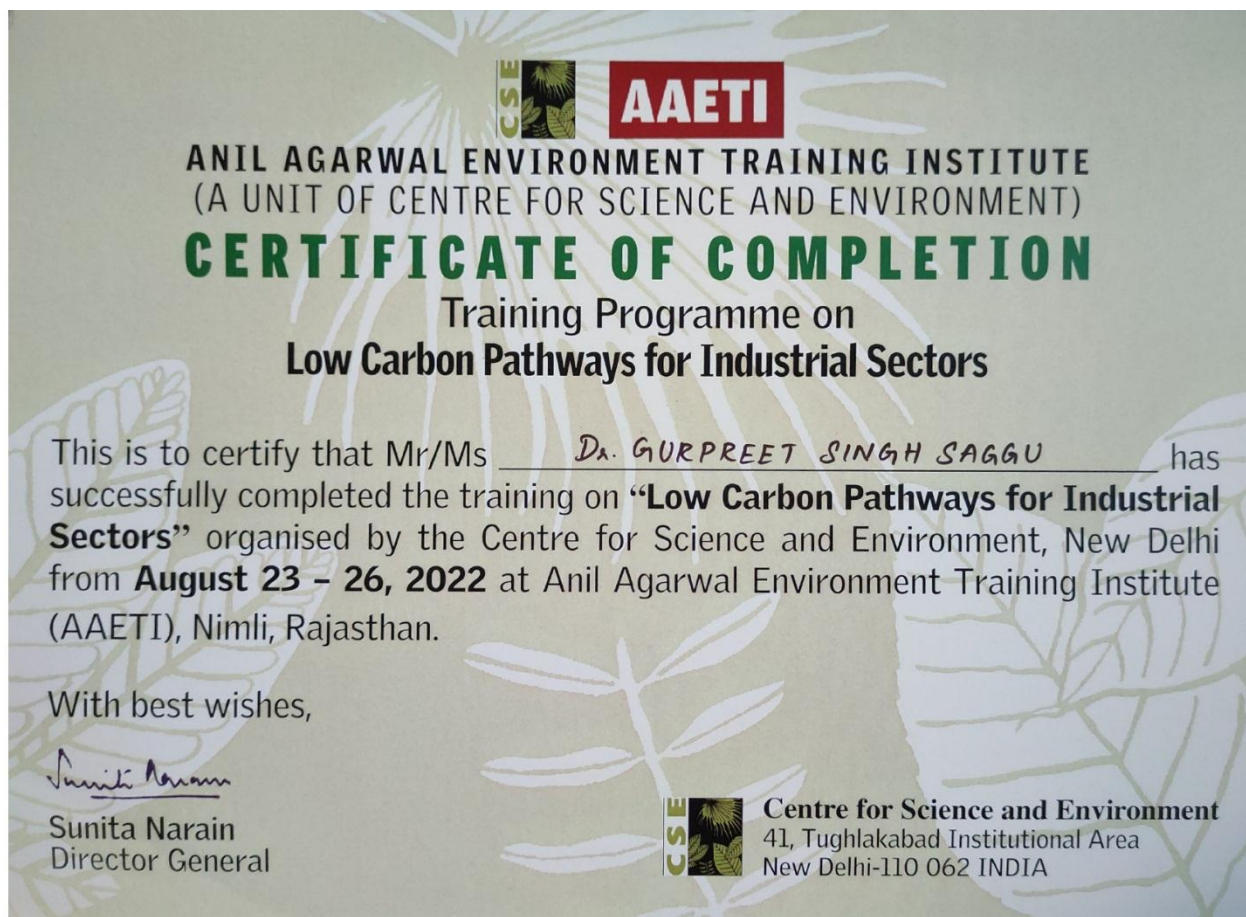 CSE
AAETI
ANIL AGARWAL ENVIRONMENT TRAINING INSTITUTE
(A UNIT OF CENTRE FOR SCIENCE AND ENVIRONMENT)
CERTIFICATE OF COMPLETION
Training Programme on
Low Carbon Pathways for Industrial Sectors
This is to certify that Mr/Ms Dr. GURPREET SINGH SAGGU has
successfully completed the training on “Low Carbon Pathways for Industrial
Sectors” organised by the Centre for Science and Environment, New Delhi
from August 23 – 26, 2022 at Anil Agarwal Environment Training Institute
(AAETI), Nimli, Rajasthan.
With best wishes,
Sunita Narain
Sunita Narain
Director General
CSE
Centre for Science and Environment
41, Tughlakabad Institutional Area
New Delhi-110 062 INDIA